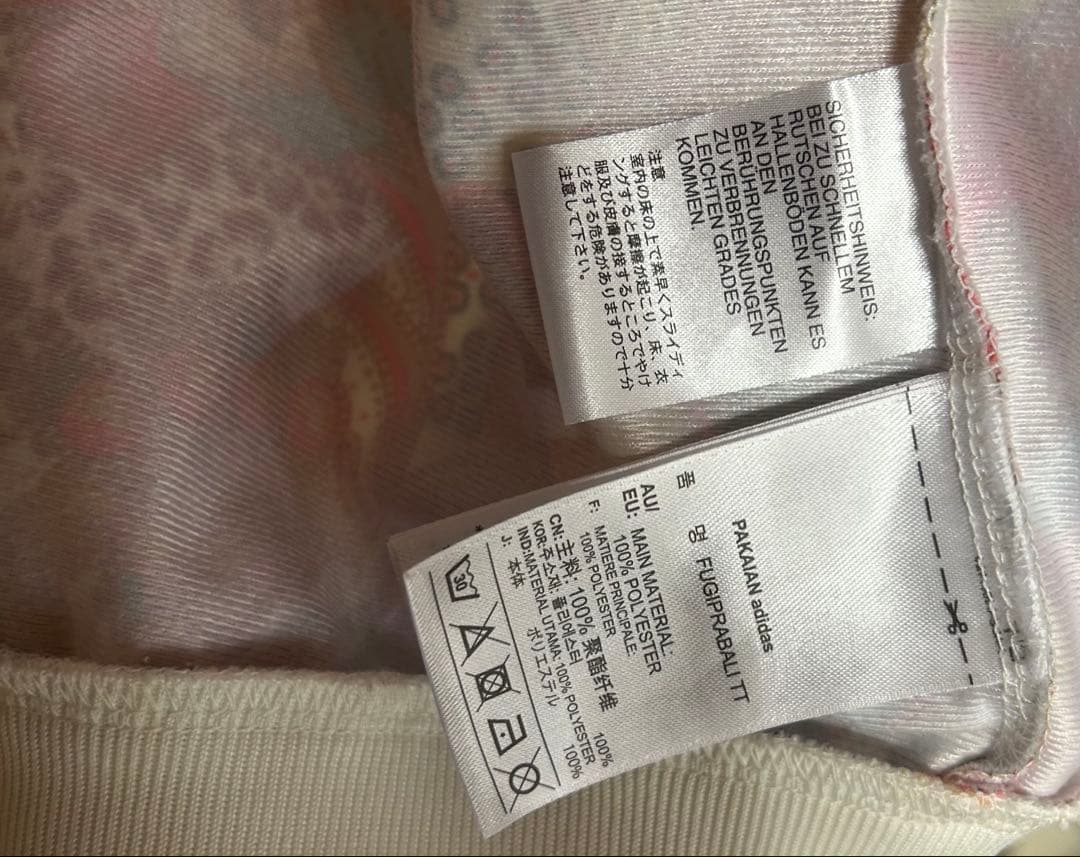 SICHERHEITSHINWEIS:
BEI ZU SCHNELLEM
RUTSCHEN AUF
HALLENBÖDEN KANN ES
AN DEN
BERÜHRUNGSPUNKTEN
ZU VERBRENNUNGEN
LEICHTEN GRADES
KOMMEN.
注意
室内の床の上で素早くスライディ
ングすると摩擦が起こり、床、衣
服及び皮膚の接するところでやけ
どをする危険がありますので十分
注意して下さい。
PAKAIAN adidas
품 명 FUGIPRABALI TT
AU/
EU: MAIN MATERIAL:
100% POLYESTER
F: MATIERE PRINCIPALE:
100% POLYESTER
CN:主料: 100% 聚酯纤维
KOR:주소재: 폴리에스터 100%
IND:MATERIAL UTAMA: 100% POLYESTER
J: 本体 ポリエステル 100%
30